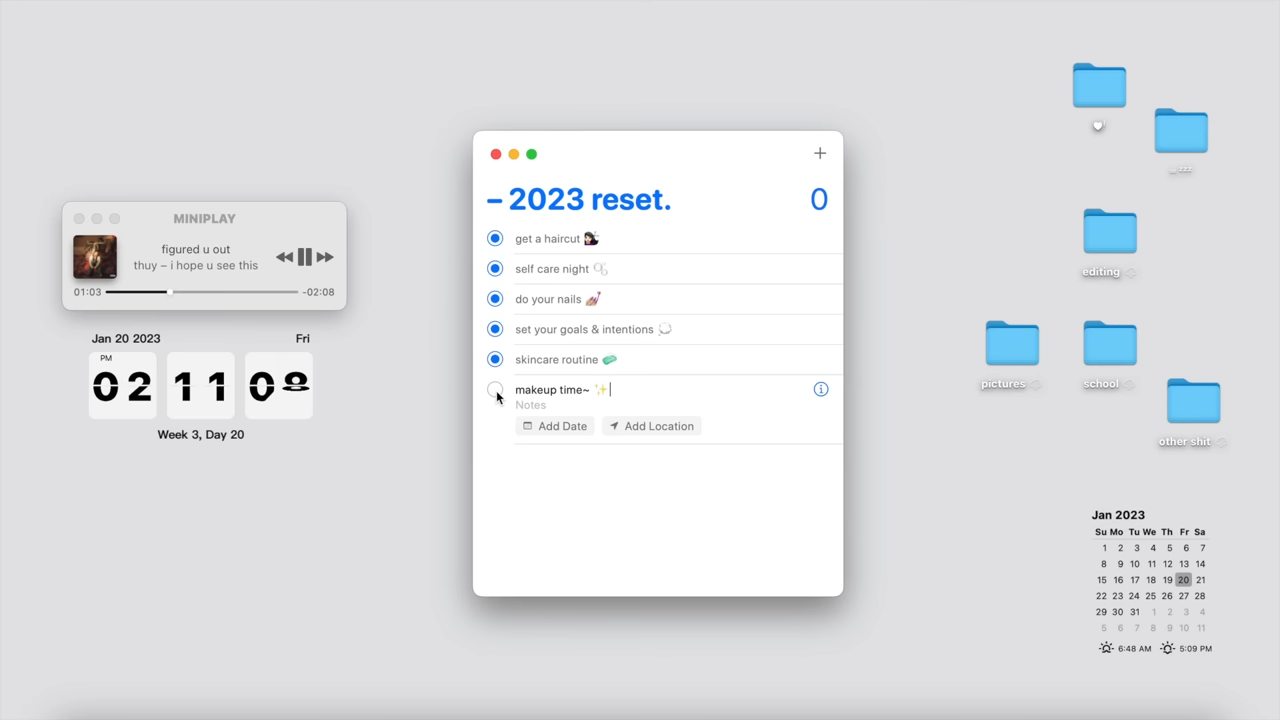 MINIPLAY
figured u out
thuy – i hope u see this
01:03 -02:08
Jan 20 2023 Fri
PM
02 11 08
Week 3, Day 20
– 2023 reset. 0
get a haircut 💇🏻‍♀️
self care night 🫧
do your nails 💅🏼
set your goals & intentions 💭
skincare routine 🧼
makeup time~ ✨
Notes
Add Date Add Location
editing
pictures
school
other shit
Jan 2023
Su Mo Tu We Th Fr Sa
1 2 3 4 5 6 7
8 9 10 11 12 13 14
15 16 17 18 19 20 21
22 23 24 25 26 27 28
29 30 31 1 2 3 4
5 6 7 8 9 10 11
6:48 AM 5:09 PM